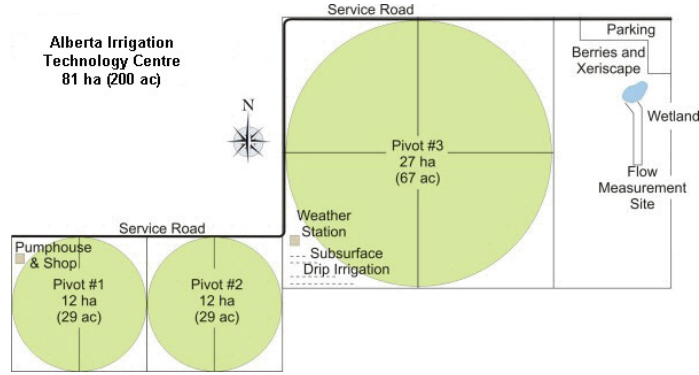 Service Road
Alberta Irrigation
Technology Centre
81 ha (200 ac)
N
Parking
Berries and
Xeriscape
Wetland
Flow
Measurement
Site
Pivot #3
27 ha
(67 ac)
Service Road
Weather
Station
Subsurface
Drip Irrigation
Pumphouse
& Shop
Pivot #1
12 ha
(29 ac)
Pivot #2
12 ha
(29 ac)